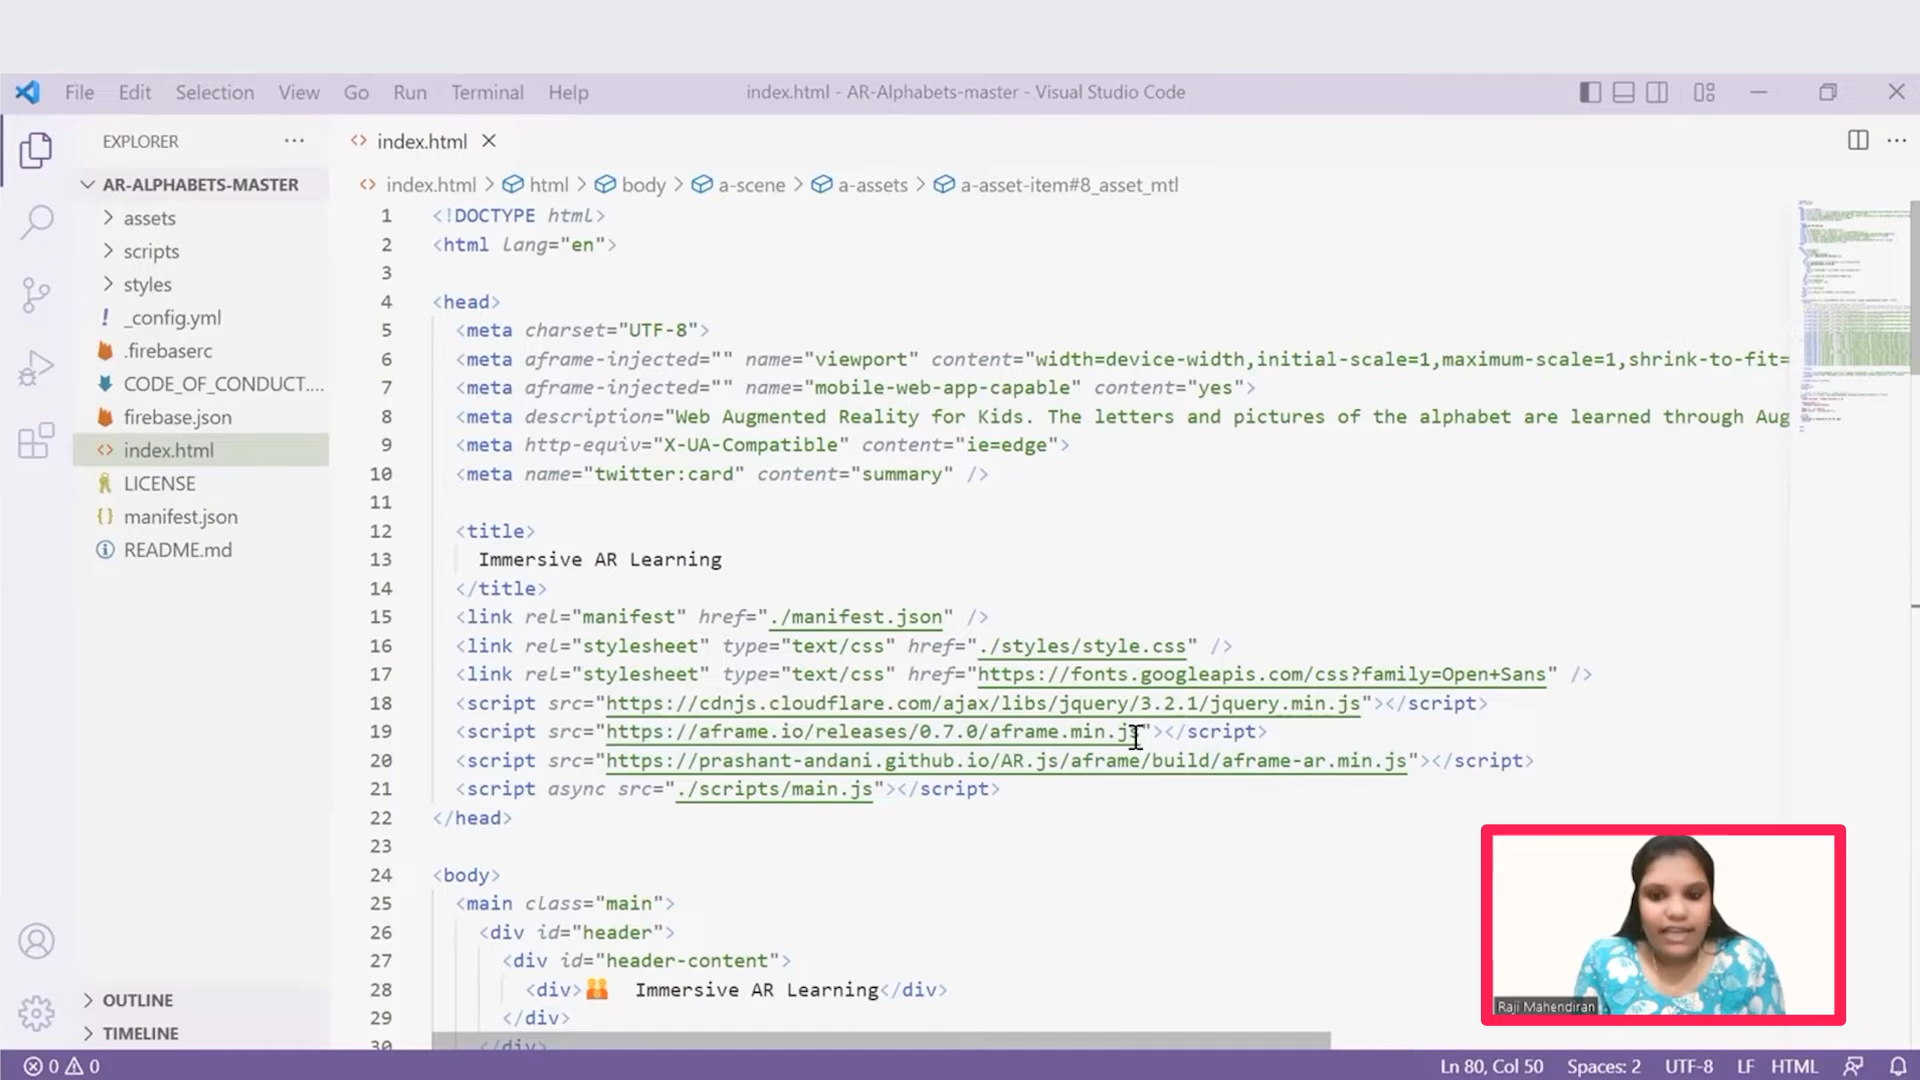 File Edit Selection View Go Run Terminal Help index.html - AR-Alphabets-master - Visual Studio Code
EXPLORER ... index.html
AR-ALPHABETS-MASTER
assets
scripts
styles
_config.yml
.firebaserc
CODE_OF_CONDUCT....
firebase.json
index.html
LICENSE
manifest.json
README.md
OUTLINE
TIMELINE
index.html > html > body > a-scene > a-assets > a-asset-item#8_asset_mtl
1 <!DOCTYPE html>
2 <html lang="en">
3
4 <head>
5 <meta charset="UTF-8">
6 <meta aframe-injected="" name="viewport" content="width=device-width,initial-scale=1,maximum-scale=1,shrink-to-fit=
7 <meta aframe-injected="" name="mobile-web-app-capable" content="yes">
8 <meta description="Web Augmented Reality for Kids. The letters and pictures of the alphabet are learned through Aug
9 <meta http-equiv="X-UA-Compatible" content="ie=edge">
10 <meta name="twitter:card" content="summary" />
11
12 <title>
13 Immersive AR Learning
14 </title>
15 <link rel="manifest" href="./manifest.json" />
16 <link rel="stylesheet" type="text/css" href="./styles/style.css" />
17 <link rel="stylesheet" type="text/css" href="https://fonts.googleapis.com/css?family=Open+Sans" />
18 <script src="https://cdnjs.cloudflare.com/ajax/libs/jquery/3.2.1/jquery.min.js"></script>
19 <script src="https://aframe.io/releases/0.7.0/aframe.min.js"></script>
20 <script src="https://prashant-andani.github.io/AR.js/aframe/build/aframe-ar.min.js"></script>
21 <script async src="./scripts/main.js"></script>
22 </head>
23
24 <body>
25 <main class="main">
26 <div id="header">
27 <div id="header-content">
28 <div>👬 Immersive AR Learning</div>
29 </div>
30 </div>
Raji Mahendiran
0 0 Ln 80, Col 50 Spaces: 2 UTF-8 LF HTML